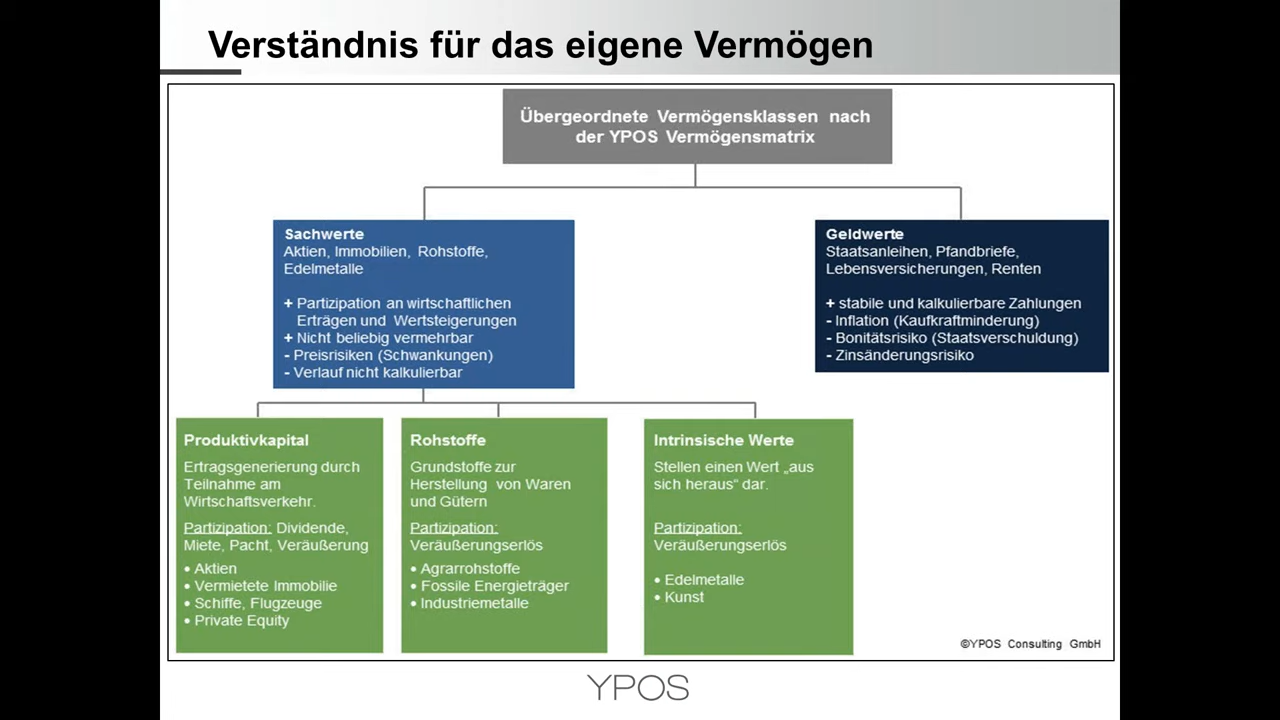 Verständnis für das eigene Vermögen
Übergeordnete Vermögensklassen nach
der YPOS Vermögensmatrix
Sachwerte
Aktien, Immobilien, Rohstoffe,
Edelmetalle
+ Partizipation an wirtschaftlichen
Erträgen und Wertsteigerungen
+ Nicht beliebig vermehrbar
- Preisrisiken (Schwankungen)
- Verlauf nicht kalkulierbar
Geldwerte
Staatsanleihen, Pfandbriefe,
Lebensversicherungen, Renten
+ stabile und kalkulierbare Zahlungen
- Inflation (Kaufkraftminderung)
- Bonitätsrisiko (Staatsverschuldung)
- Zinsänderungsrisiko
Produktivkapital
Ertragsgenerierung durch
Teilnahme am
Wirtschaftsverkehr.
Partizipation: Dividende,
Miete, Pacht, Veräußerung
• Aktien
• Vermietete Immobilie
• Schiffe, Flugzeuge
• Private Equity
Rohstoffe
Grundstoffe zur
Herstellung von Waren
und Gütern
Partizipation:
Veräußerungserlös
• Agrarrohstoffe
• Fossile Energieträger
• Industriemetalle
Intrinsische Werte
Stellen einen Wert „aus
sich heraus“ dar.
Partizipation:
Veräußerungserlös
• Edelmetalle
• Kunst
©YPOS Consulting GmbH
YPOS